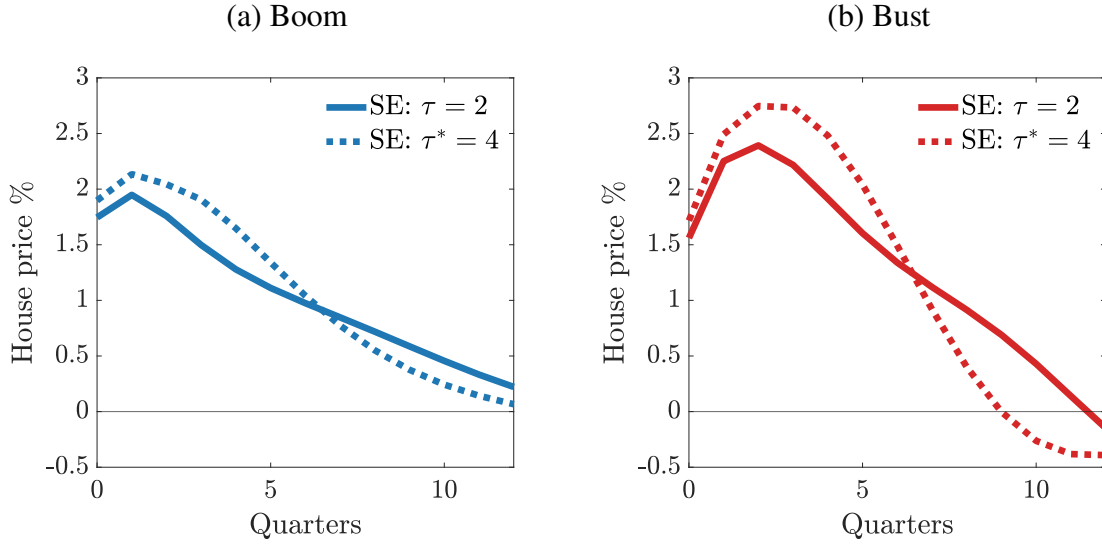 (a) Boom
House price %
3
2.5
2
1.5
1
0.5
0
-0.5
SE: τ = 2
SE: τ* = 4
0 5 10
Quarters
(b) Bust
House price %
3
2.5
2
1.5
1
0.5
0
-0.5
SE: τ = 2
SE: τ* = 4
0 5 10
Quarters